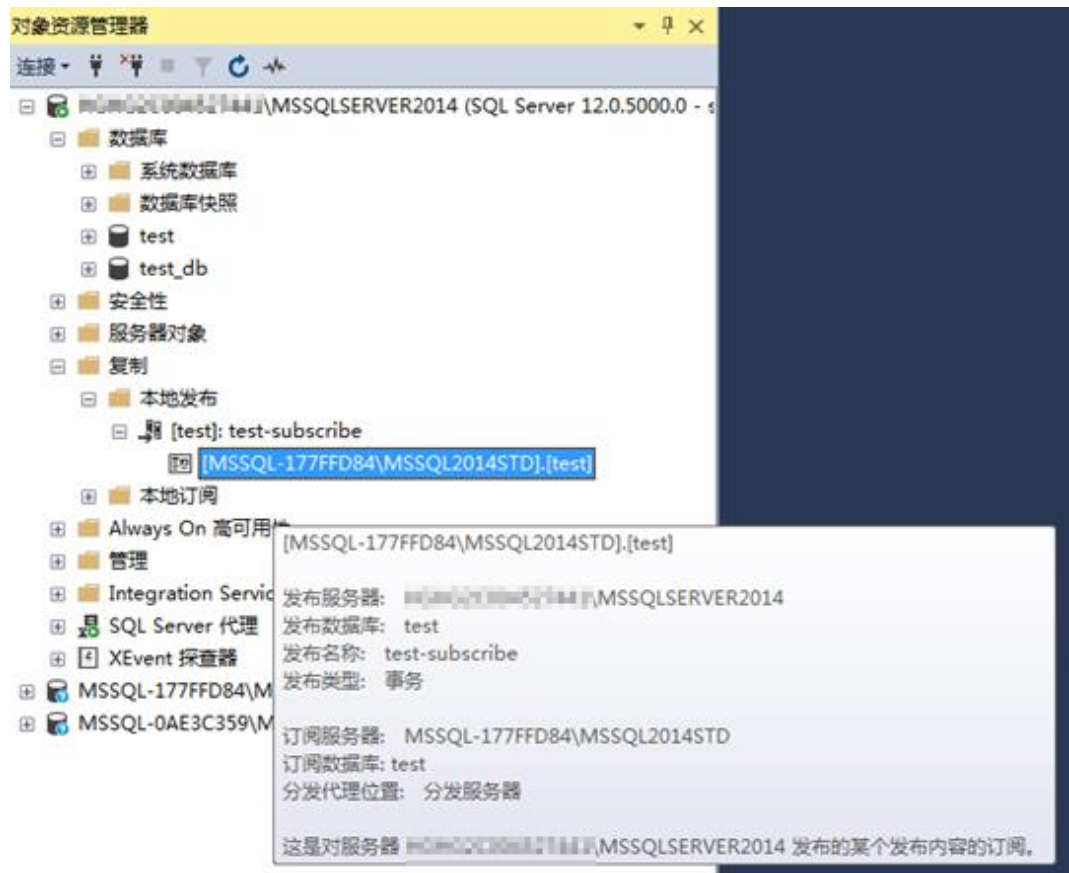 对象资源管理器
连接
\MSSQLSERVER2014 (SQL Server 12.0.5000.0 - s
数据库
系统数据库
数据库快照
test
test_db
安全性
服务器对象
复制
本地发布
[test]: test-subscribe
[MSSQL-177FFD84\MSSQL2014STD].[test]
本地订阅
Always On 高可用性
管理
Integration Servic
SQL Server 代理
XEvent 探查器
MSSQL-177FFD84\M
MSSQL-0AE3C359\M
[MSSQL-177FFD84\MSSQL2014STD].[test]
发布服务器: \MSSQLSERVER2014
发布数据库: test
发布名称: test-subscribe
发布类型: 事务
订阅服务器: MSSQL-177FFD84\MSSQL2014STD
订阅数据库: test
分发代理位置: 分发服务器
这是对服务器 \MSSQLSERVER2014 发布的某个发布内容的订阅。